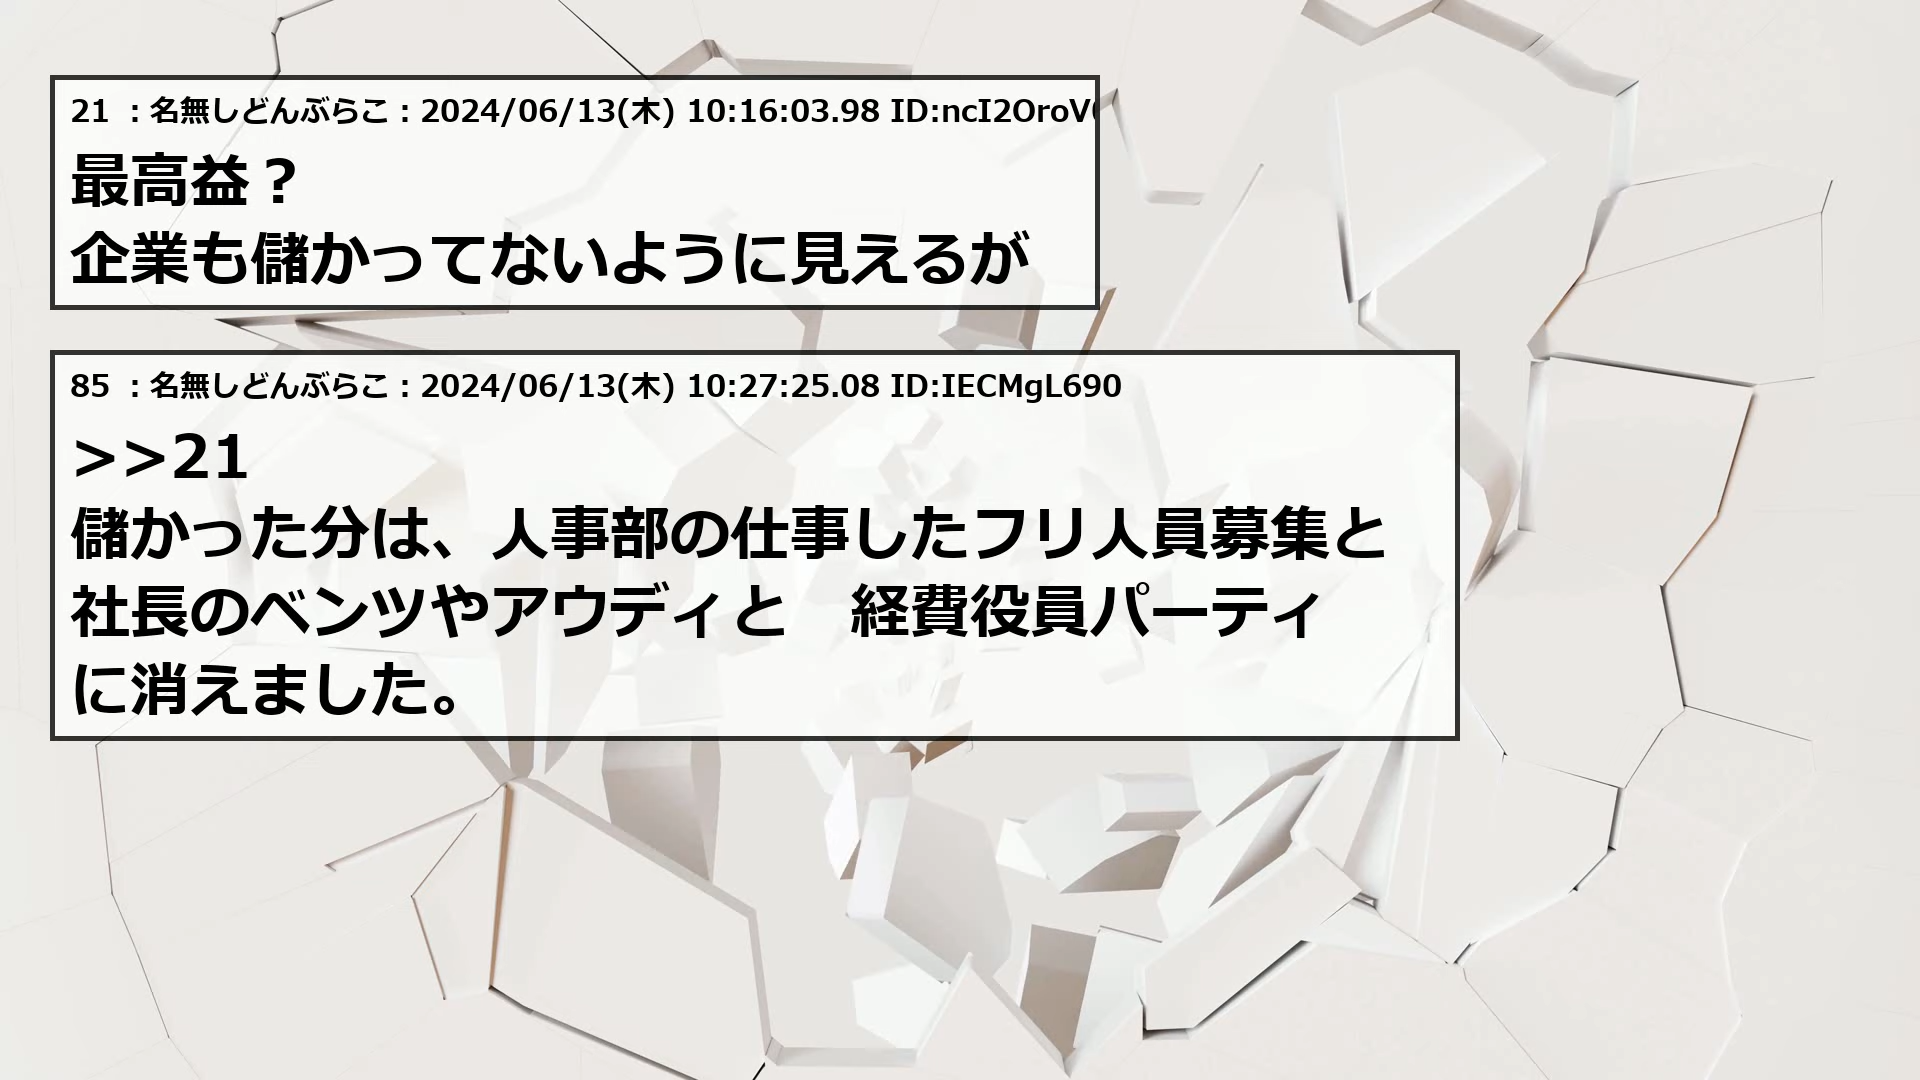 21 ：名無しどんぶらこ：2024/06/13(木) 10:16:03.98 ID:ncI2OroV
最高益？
企業も儲かってないように見えるが
85 ：名無しどんぶらこ：2024/06/13(木) 10:27:25.08 ID:IECMgL690
>>21
儲かった分は、人事部の仕事したフリ人員募集と
社長のベンツやアウディと　経費役員パーティ
に消えました。